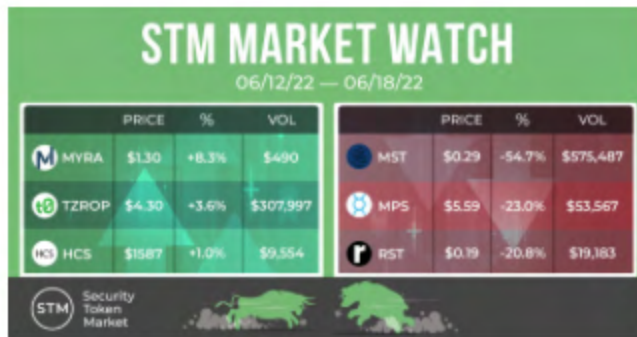 STM MARKET WATCH
06/12/22 — 06/18/22
PRICE % VOL
MYRA $1.30 +8.3% $490
t0 TZROP $4.30 +3.6% $307,997
HCS HCS $1587 +1.0% $9,554
PRICE % VOL
MST $0.29 -54.7% $575,487
MPS $5.59 -23.0% $53,567
r RST $0.19 -20.8% $19,183
STM
Security
Token
Market